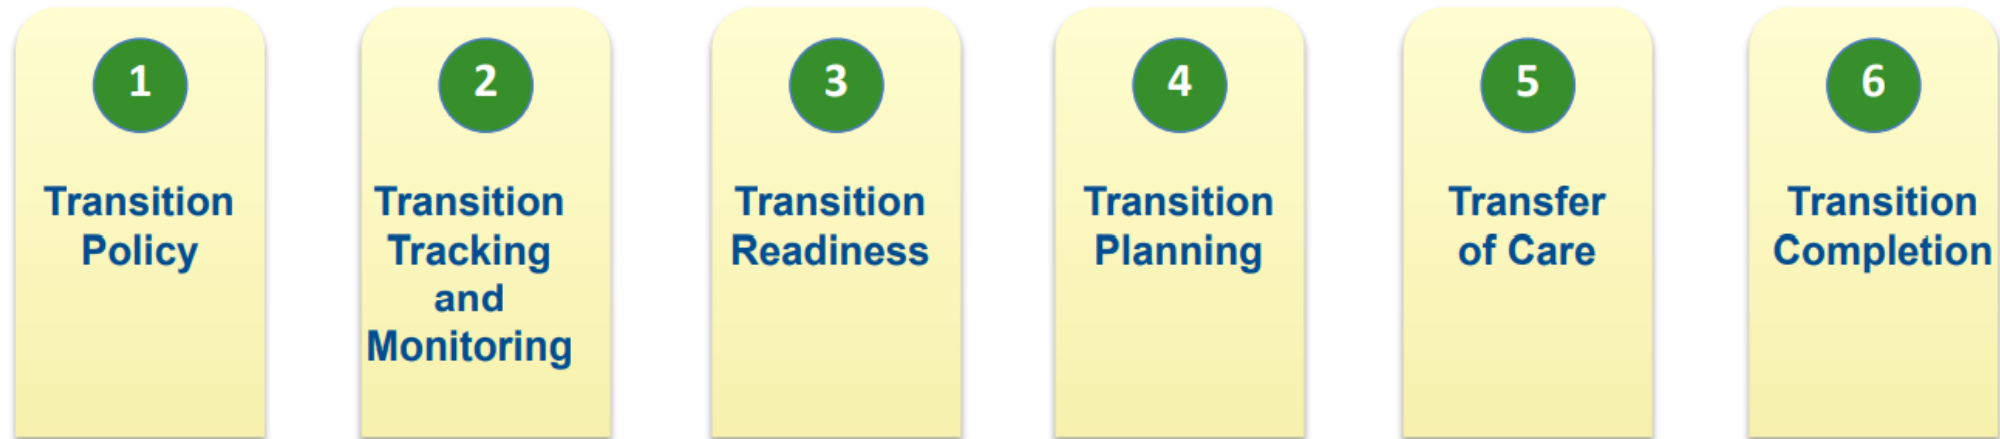 1
Transition
Policy
2
Transition
Tracking
and
Monitoring
3
Transition
Readiness
4
Transition
Planning
5
Transfer
of Care
6
Transition
Completion